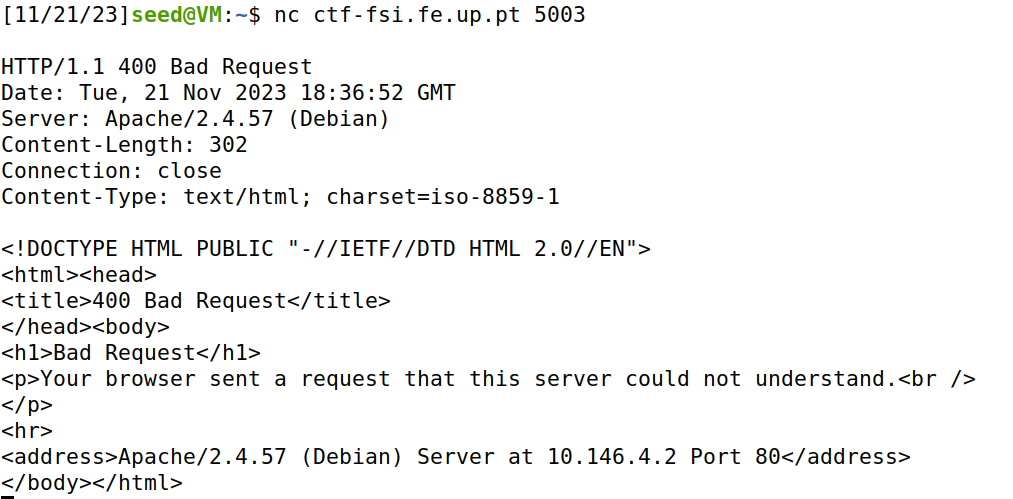 [11/21/23]seed@VM:~$ nc ctf-fsi.fe.up.pt 5003
HTTP/1.1 400 Bad Request
Date: Tue, 21 Nov 2023 18:36:52 GMT
Server: Apache/2.4.57 (Debian)
Content-Length: 302
Connection: close
Content-Type: text/html; charset=iso-8859-1
<!DOCTYPE HTML PUBLIC "-//IETF//DTD HTML 2.0//EN">
<html><head>
<title>400 Bad Request</title>
</head><body>
<h1>Bad Request</h1>
<p>Your browser sent a request that this server could not understand.<br />
</p>
<hr>
<address>Apache/2.4.57 (Debian) Server at 10.146.4.2 Port 80</address>
</body></html>